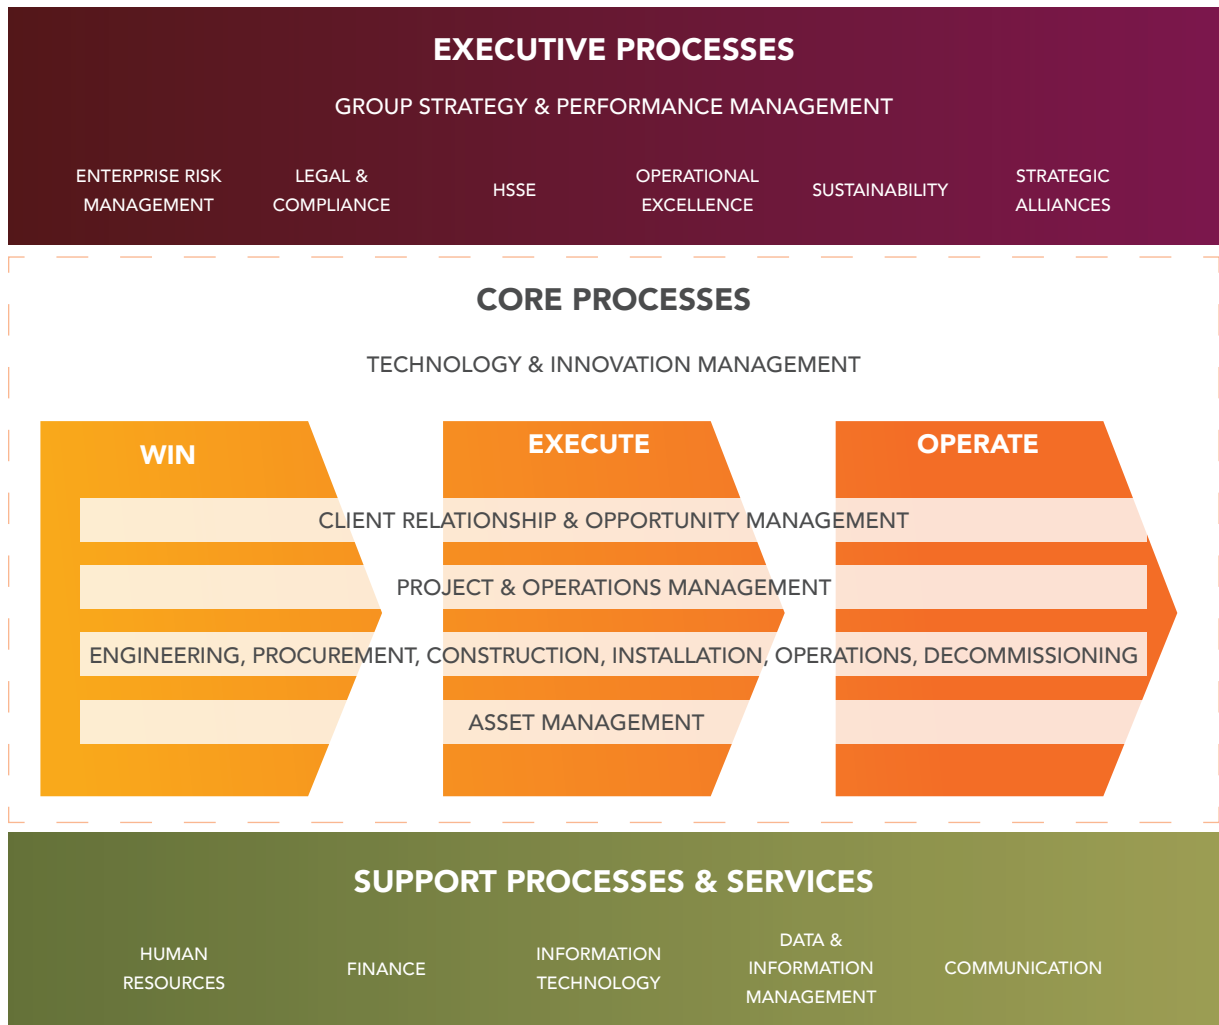 EXECUTIVE PROCESSES
GROUP STRATEGY & PERFORMANCE MANAGEMENT
ENTERPRISE RISK
MANAGEMENT
LEGAL &
COMPLIANCE
HSSE
OPERATIONAL
EXCELLENCE
SUSTAINABILITY
STRATEGIC
ALLIANCES
CORE PROCESSES
TECHNOLOGY & INNOVATION MANAGEMENT
WIN
EXECUTE
OPERATE
CLIENT RELATIONSHIP & OPPORTUNITY MANAGEMENT
PROJECT & OPERATIONS MANAGEMENT
ENGINEERING, PROCUREMENT, CONSTRUCTION, INSTALLATION, OPERATIONS, DECOMMISSIONING
ASSET MANAGEMENT
SUPPORT PROCESSES & SERVICES
HUMAN
RESOURCES
FINANCE
INFORMATION
TECHNOLOGY
DATA &
INFORMATION
MANAGEMENT
COMMUNICATION